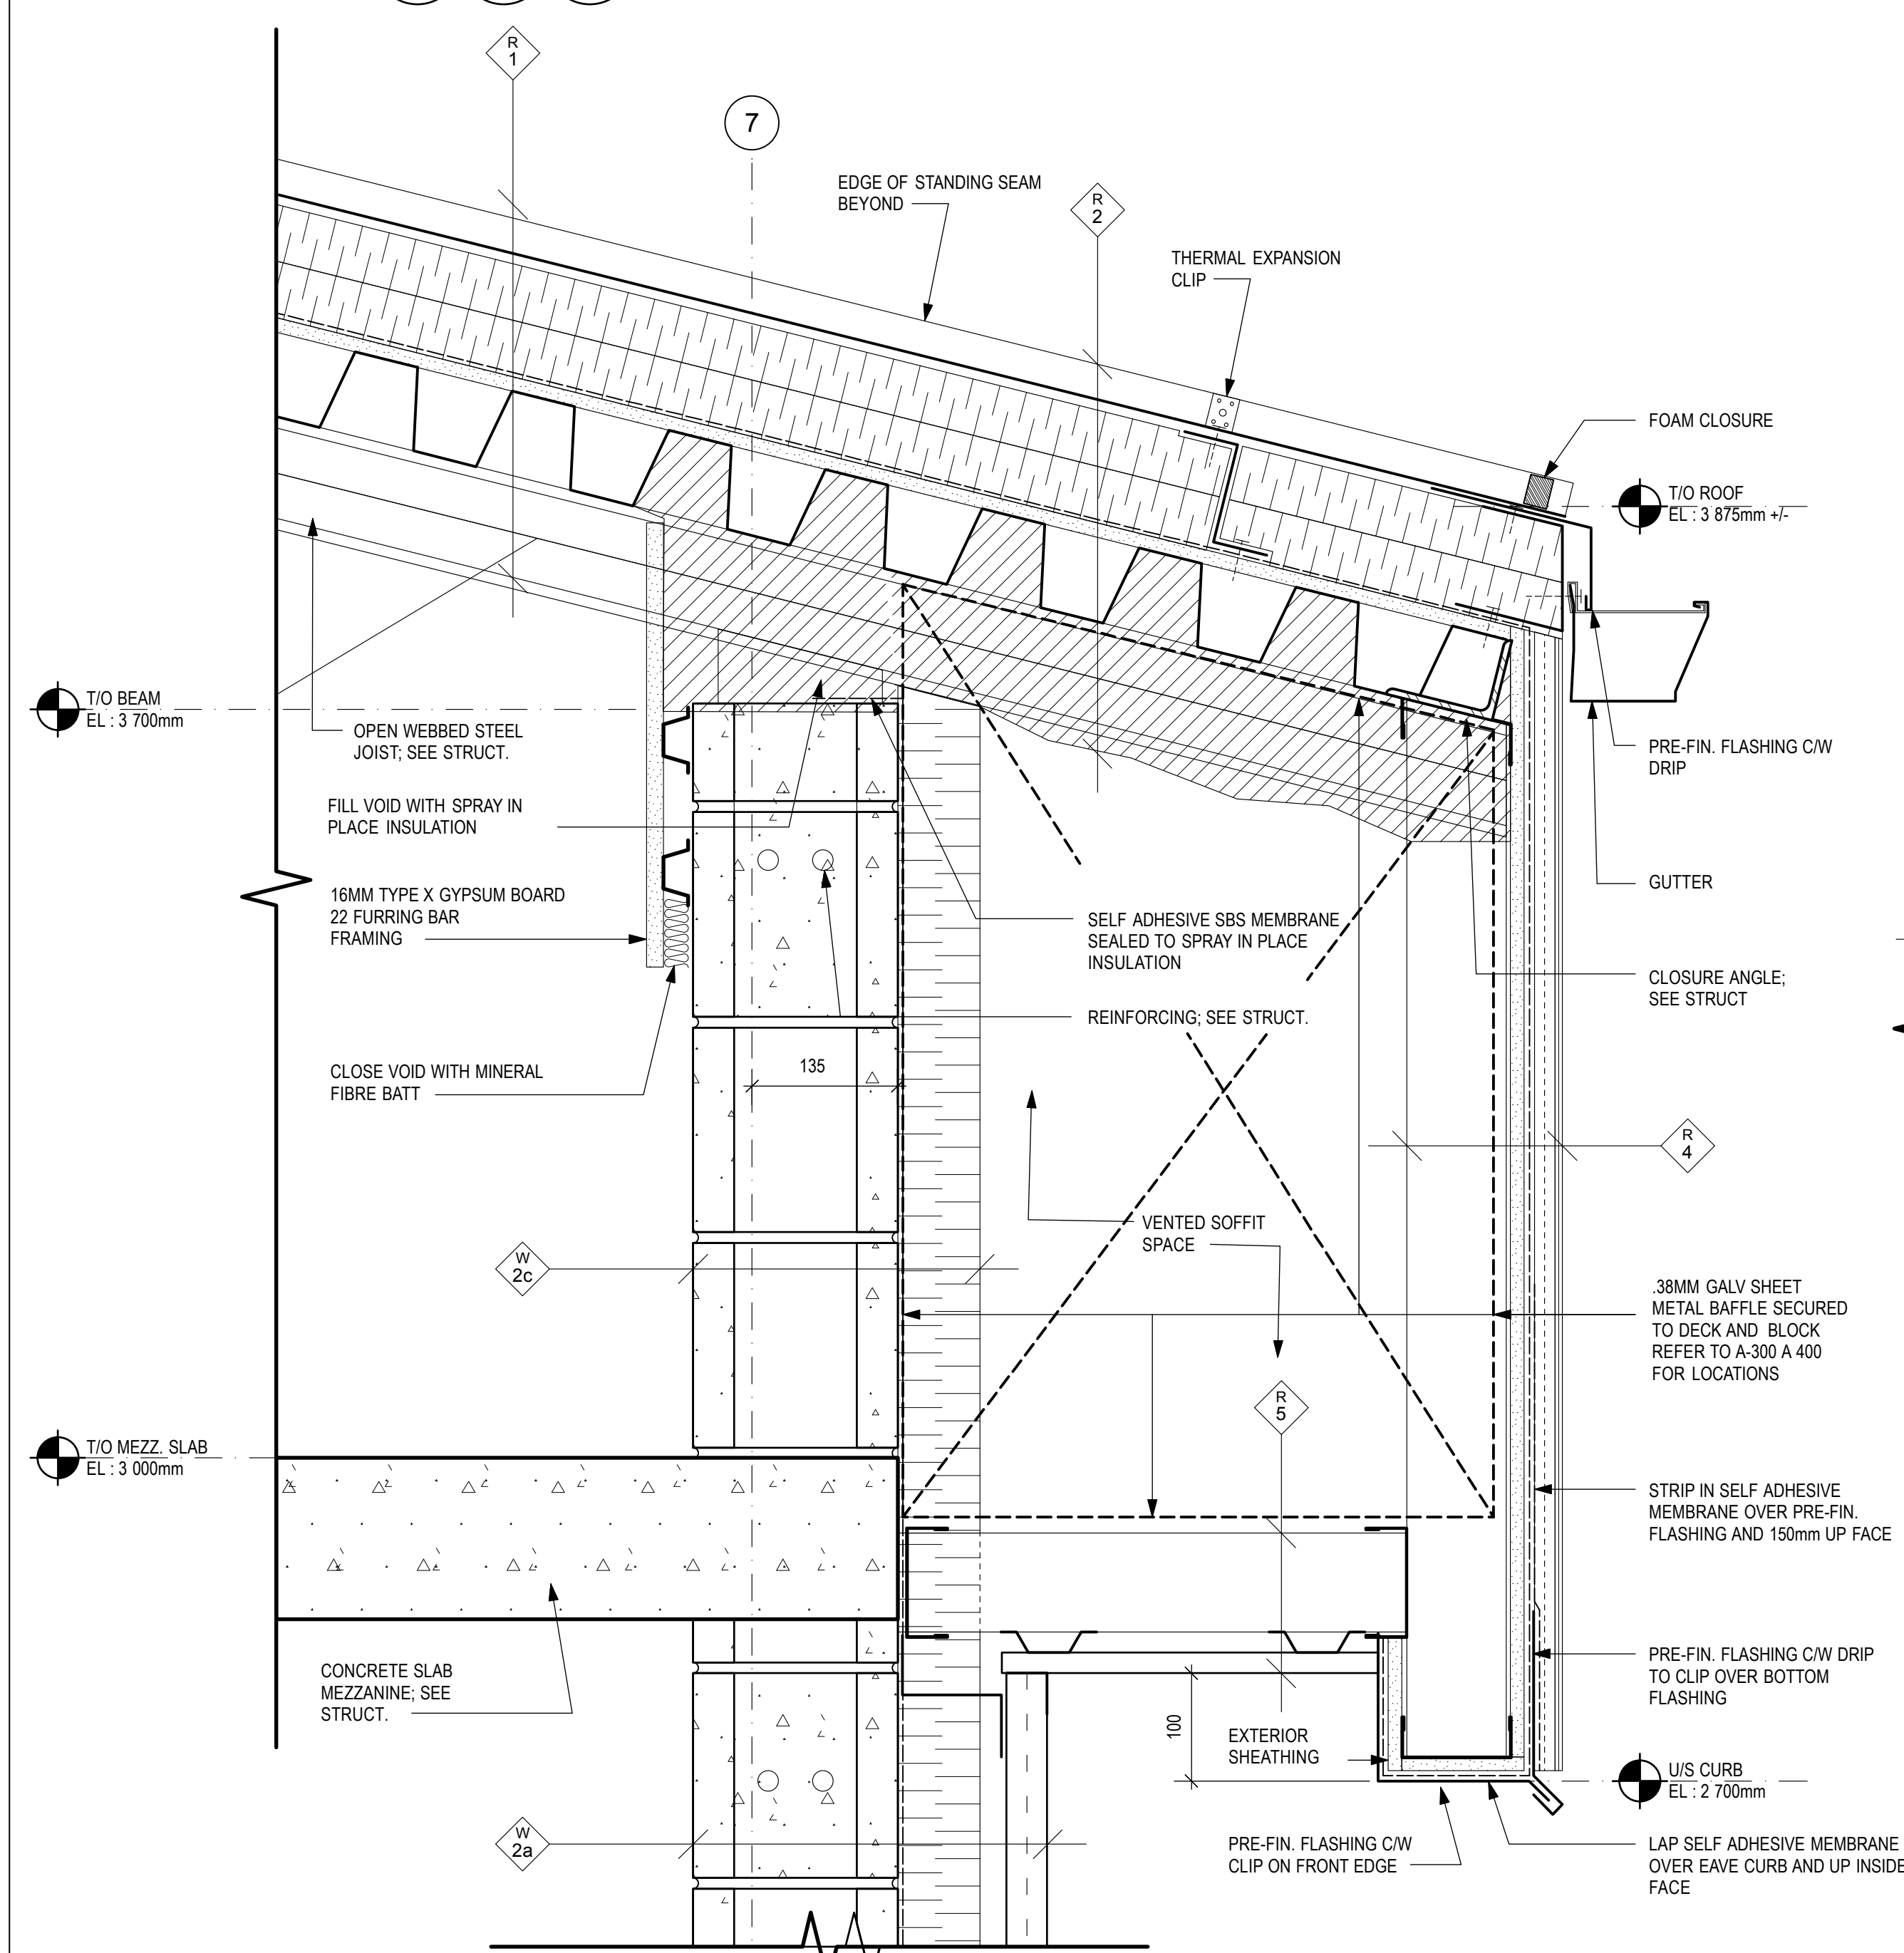 R
1
7
EDGE OF STANDING SEAM
BEYOND
R
2
THERMAL EXPANSION
CLIP
FOAM CLOSURE
T/O ROOF
EL : 3 875mm +/-
T/O BEAM
EL : 3 700mm
OPEN WEBBED STEEL
JOIST; SEE STRUCT.
PRE-FIN. FLASHING C/W
DRIP
FILL VOID WITH SPRAY IN
PLACE INSULATION
GUTTER
16MM TYPE X GYPSUM BOARD
22 FURRING BAR
FRAMING
SELF ADHESIVE SBS MEMBRANE
SEALED TO SPRAY IN PLACE
INSULATION
CLOSURE ANGLE;
SEE STRUCT
REINFORCING; SEE STRUCT.
CLOSE VOID WITH MINERAL
FIBRE BATT
135
R
4
VENTED SOFFIT
SPACE
W
2c
.38MM GALV SHEET
METAL BAFFLE SECURED
TO DECK AND BLOCK
REFER TO A-300 A 400
FOR LOCATIONS
R
5
T/O MEZZ. SLAB
EL : 3 000mm
STRIP IN SELF ADHESIVE
MEMBRANE OVER PRE-FIN.
FLASHING AND 150mm UP FACE
CONCRETE SLAB
MEZZANINE; SEE
STRUCT.
PRE-FIN. FLASHING C/W DRIP
TO CLIP OVER BOTTOM
FLASHING
100
EXTERIOR
SHEATHING
U/S CURB
EL : 2 700mm
W
2a
PRE-FIN. FLASHING C/W
CLIP ON FRONT EDGE
LAP SELF ADHESIVE MEMBRANE
OVER EAVE CURB AND UP INSIDE
FACE